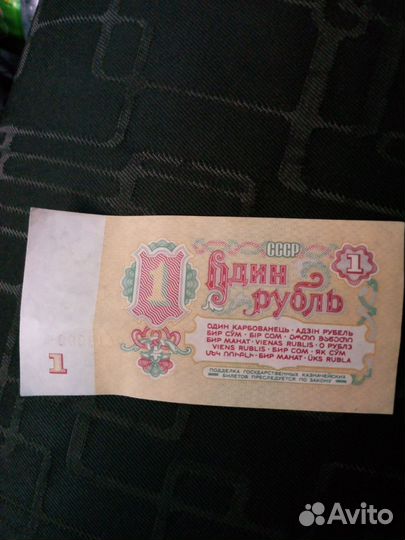 СССР
1
Один
1
рубль
ОДИН КАРБОВАНЕЦЬ · АДЗІН РУБЕЛЬ
БИР СЎМ · БІР СОМ · ᲝᲠᲗᲘ ᲛᲐᲜᲔᲗᲘ
БИР МАНАТ · VIENAS RUBLIS · О РУБЛЭ
VIENS RUBLIS · БИР СОМ · ЯК СЎМ
ՄԵԿ ՌՈՒԲԼԻ · БИР МАНАТ · ÜKS RUBLA
1
ПОДДЕЛКА ГОСУДАРСТВЕННЫХ КАЗНАЧЕЙСКИХ
БИЛЕТОВ ПРЕСЛЕДУЕТСЯ ПО ЗАКОНУ
Avito